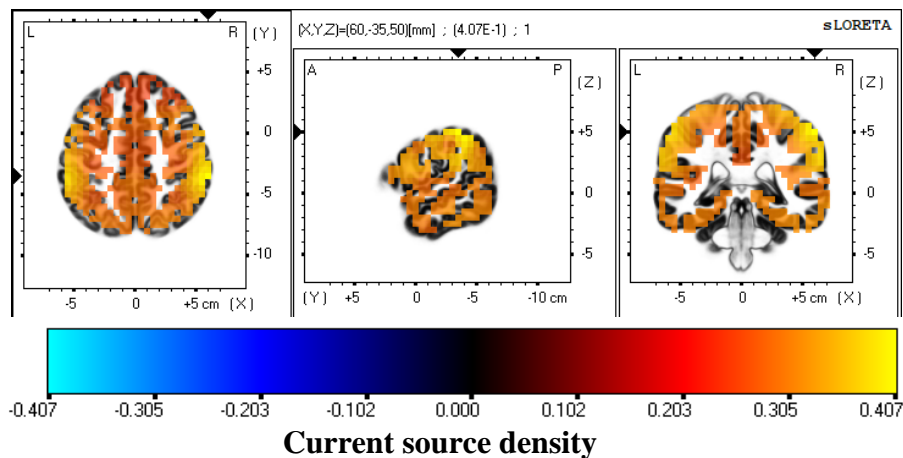 (X,Y,Z)=(60,-35,50)[mm] ; (4.07E-1) ; 1
sLORETA
L R (Y)
+5
0
-5
-10
-5 0 +5 cm (X)
A P (Z)
+5
0
-5
(Y) +5 0 -5 -10 cm
L R (Z)
+5
0
-5
-5 0 +5 cm (X)
-0.407 -0.305 -0.203 -0.102 0.000 0.102 0.203 0.305 0.407
Current source density